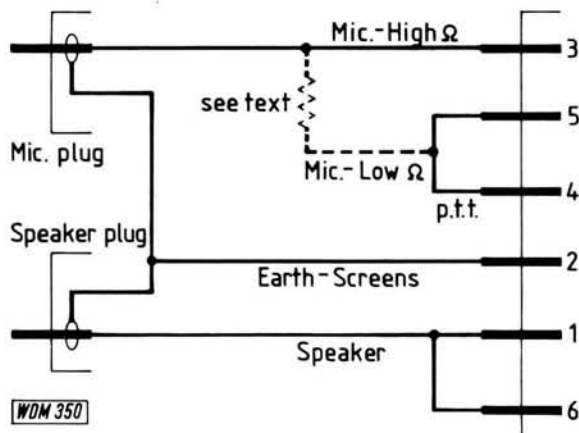 Mic.-High Ω
3
see text
5
Mic. plug
Mic.-Low Ω
4
p.t.t.
Speaker plug
2
Earth-Screens
1
Speaker
WDM 350
6